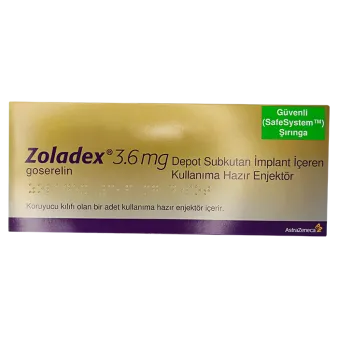 Güvenli
(SafeSystem™)
Şırınga
Zoladex® 3.6 mg Depot Subkutan İmplant İçeren
goserelin Kullanıma Hazır Enjektör
Koruyucu kılıfı olan bir adet kullanıma hazır enjektör içerir.
AstraZeneca